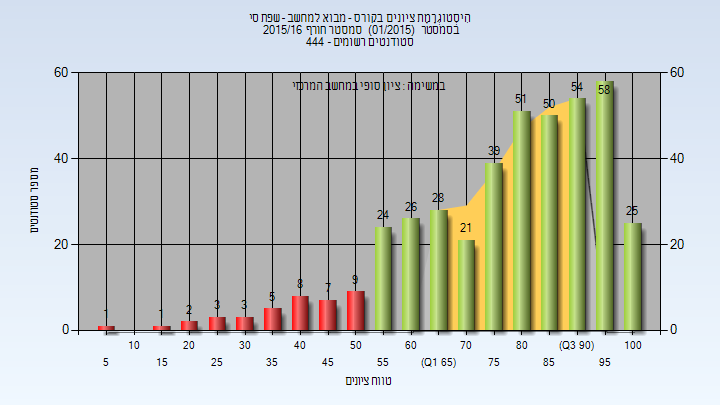 היסטוגרמת ציונים בקורס - מבוא למחשב - שפת סי
בסמסטר (01/2015) סמסטר חורף 2015/16
סטודנטים רשומים - 444
במשימה : ציון סופי במחשב המרכזי
60 60
40 40
20 20
0 0
מספר סטודנטים
1 1 2 3 3 5 8 7 9 24 26 28 21 39 51 50 54 58 25
10 20 30 40 50 60 70 80 (Q3 90) 100
5 15 25 35 45 55 (Q1 65) 75 85 95
טווח ציונים